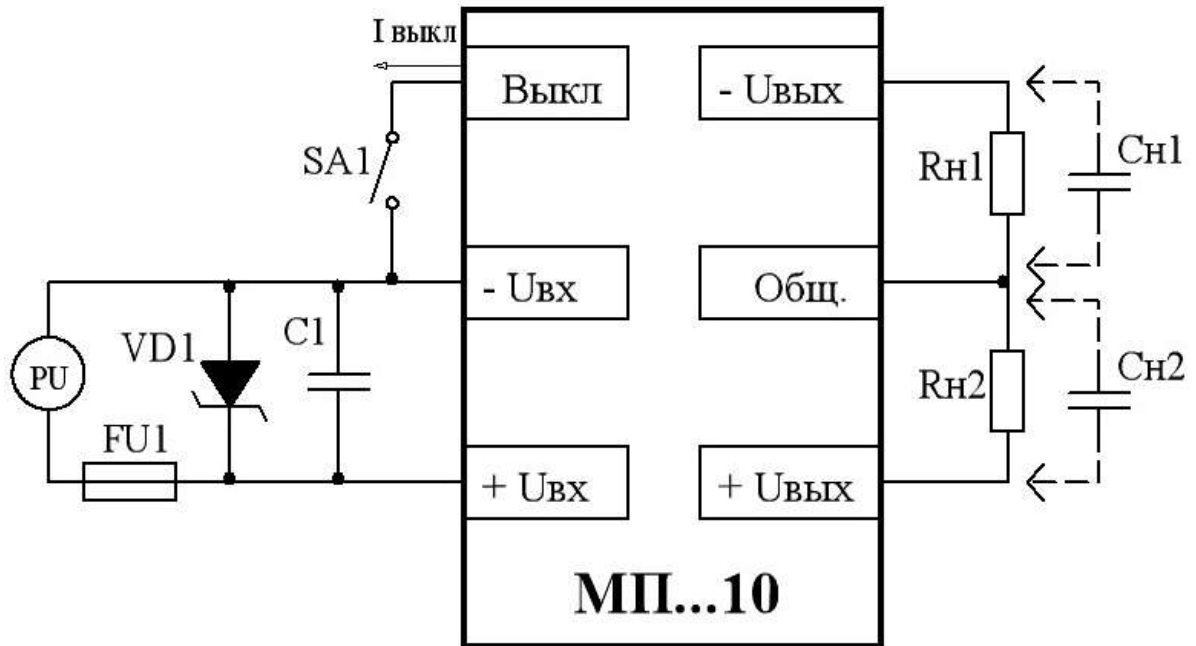 I выкл
Выкл
- Uвых
SA1
Rн1
Cн1
- Uвх
Общ.
VD1
C1
PU
Rн2
Cн2
FU1
+ Uвх
+ Uвых
МП...10